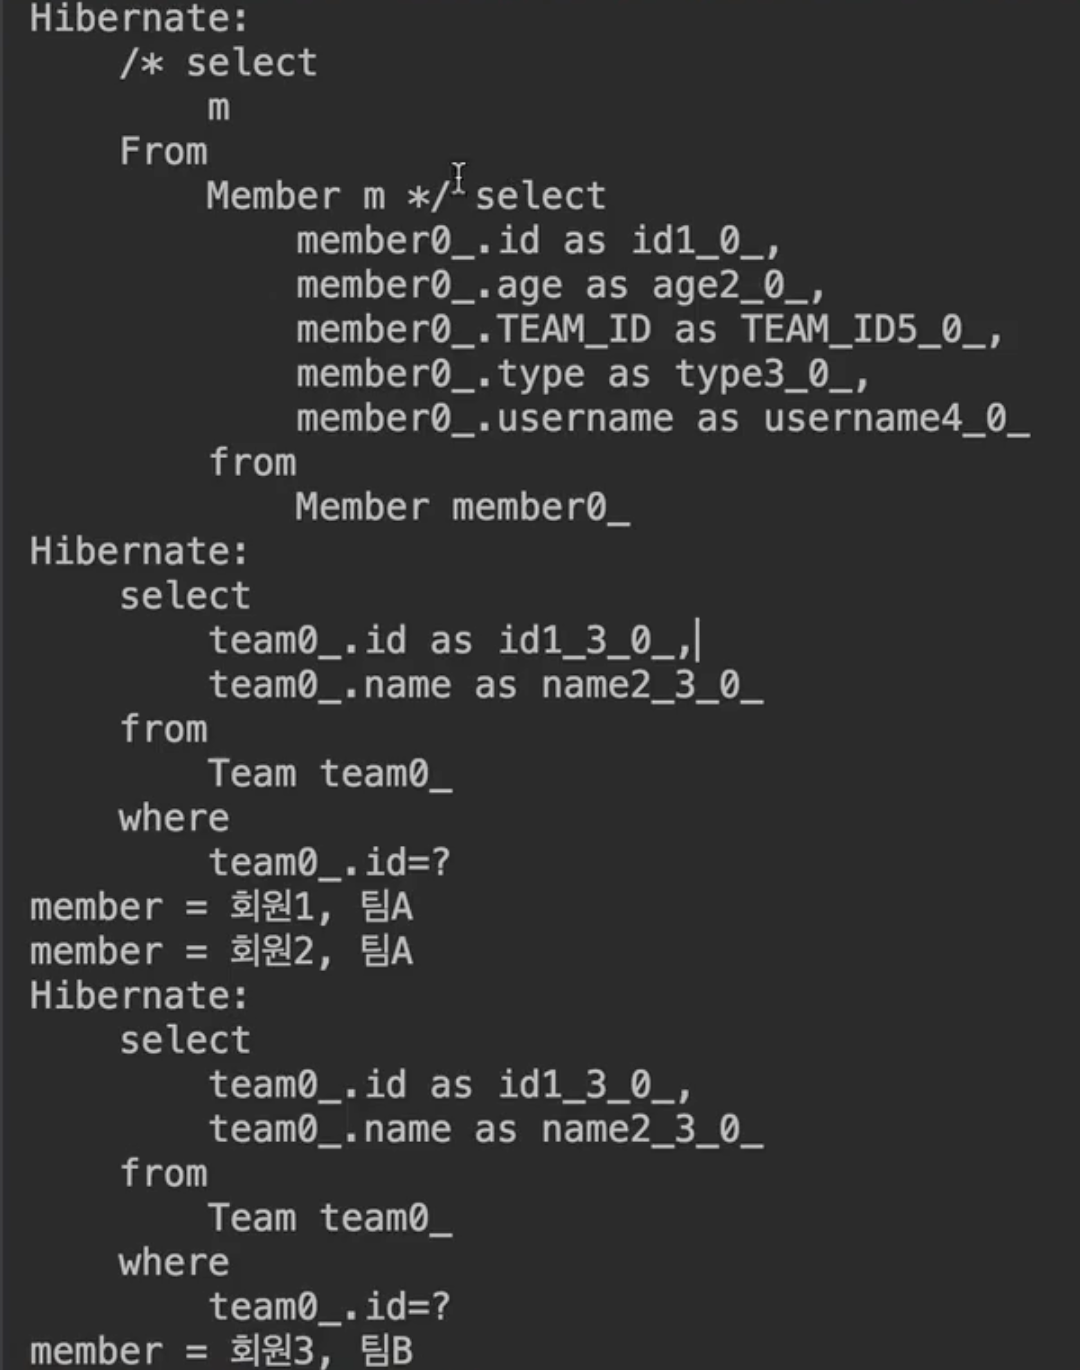 Hibernate:
/* select
m
From
Member m */ select
member0_.id as id1_0_,
member0_.age as age2_0_,
member0_.TEAM_ID as TEAM_ID5_0_,
member0_.type as type3_0_,
member0_.username as username4_0_
from
Member member0_
Hibernate:
select
team0_.id as id1_3_0_,
team0_.name as name2_3_0_
from
Team team0_
where
team0_.id=?
member = 회원1, 팀A
member = 회원2, 팀A
Hibernate:
select
team0_.id as id1_3_0_,
team0_.name as name2_3_0_
from
Team team0_
where
team0_.id=?
member = 회원3, 팀B